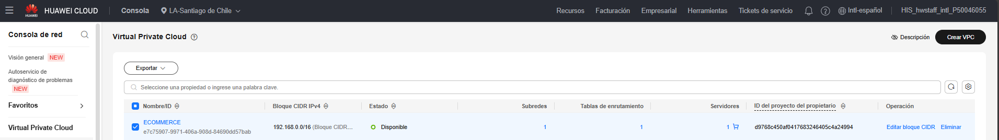 HUAWEI
HUAWEI CLOUD
Consola
LA-Santiago de Chile
Recursos
Facturación
Empresarial
Herramientas
Tickets de servicio
Intl-español
HIS_hwstaff_intl_P50046055
Consola de red
Visión general NEW
Autoservicio de
diagnóstico de problemas
NEW
Favoritos
Virtual Private Cloud
Virtual Private Cloud
Descripción
Crear VPC
Exportar
Seleccione una propiedad o ingrese una palabra clave.
Nombre/ID
Bloque CIDR IPv4
Estado
Subredes
Tablas de enrutamiento
Servidores
ID del proyecto del propietario
Operación
ECOMMERCE
e7c75907-9971-406a-908d-84690dd57bab
192.168.0.0/16 (Bloque CIDR...
Disponible
1
1
1
d9768c450af0417683246405c4a24994
Editar bloque CIDR
Eliminar